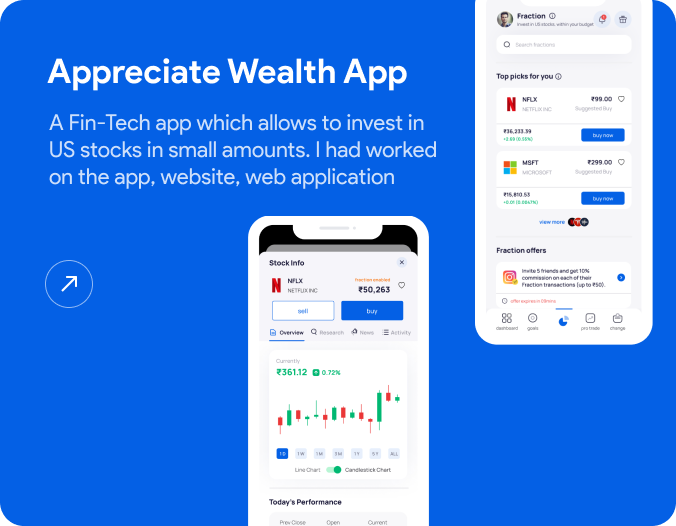 Appreciate Wealth App
A Fin-Tech app which allows to invest in
US stocks in small amounts. I had worked
on the app, website, web application
Stock Info
NFLX
NETFLIX INC
Fraction enabled
₹50,263
sell
buy
Overview
Research
News
Activity
Currently
₹361.12
0.72%
1D
1W
1M
3M
1Y
5Y
ALL
Line Chart
Candlestick Chart
Today's Performance
Prev Close
Open
Current
Fraction
Invest in US stocks within your budget
Search fractions
Top picks for you
NFLX
₹99.00
NETFLIX INC
Suggested Buy
₹36,233.39
buy now
MSFT
₹299.00
MICROSOFT
Suggested Buy
₹15,810.53
+0.01 (0.0067%)
buy now
view more
Fraction offers
Invite 5 friends and get 10%
commission on each of their
Fraction transactions (up to ₹50).
offer expires in 09mins
dashboard
goals
pro trade
change